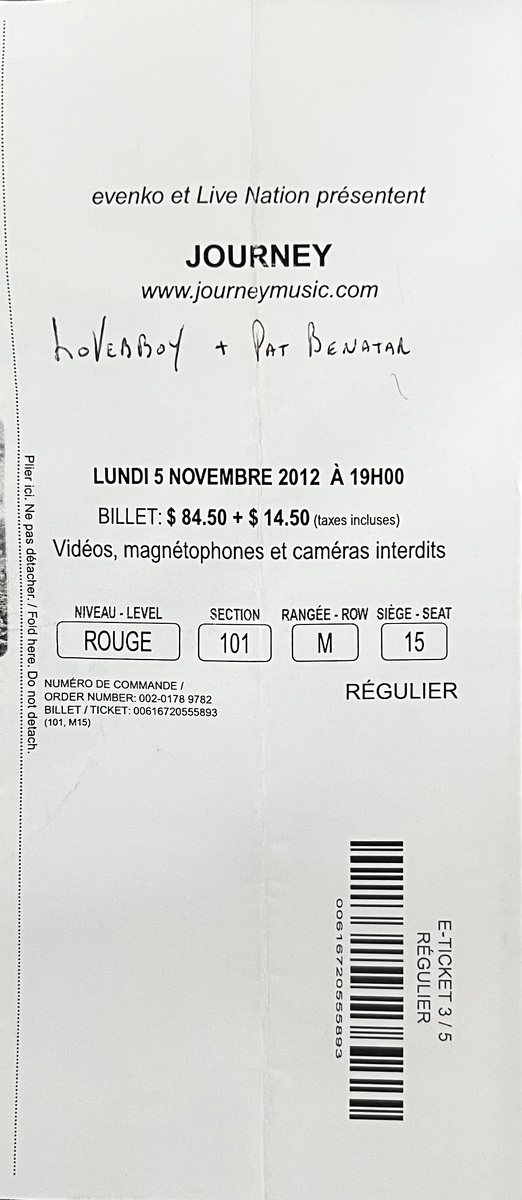 evenko et Live Nation présentent
JOURNEY
www.journeymusic.com
LOVERBOY + PAT BENATAR
LUNDI 5 NOVEMBRE 2012 À 19H00
BILLET: $ 84.50 + $ 14.50 (taxes incluses)
Vidéos, magnétophones et caméras interdits
NIVEAU - LEVEL SECTION RANGÉE - ROW SIÈGE - SEAT
ROUGE 101 M 15
NUMÉRO DE COMMANDE /
ORDER NUMBER: 002-0178 9782
BILLET / TICKET: 00616720555893
(101, M15)
RÉGULIER
Plier ici. Ne pas détacher. / Fold here. Do not detach.
E-TICKET 3 / 5
RÉGULIER
00616720555893